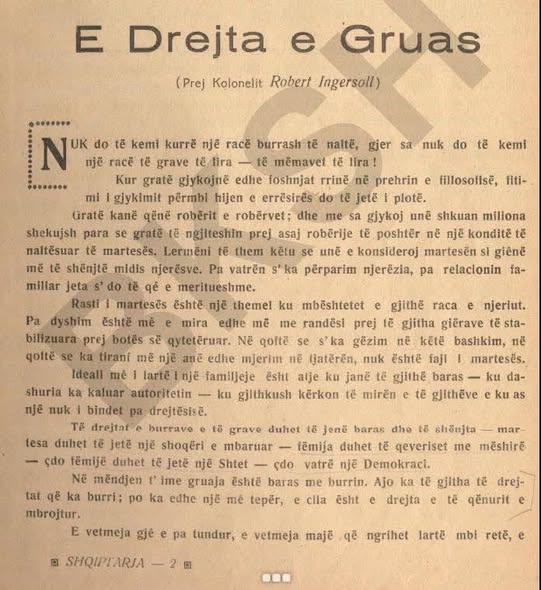 E Drejta e Gruas
(Prej Kolonelit Robert Ingersoll)
NUK do të kemi kurrë një racë burrash të naltë, gjer sa nuk do të kemi
një racë të grave të lira — të mëmavet të lira !
Kur gratë gjykojnë edhe foshnjat rrinë në prehrin e fillosofisë, fiti-
mi i gjykimit përmbi hijen e errësirës do të jetë i plotë.
Gratë kanë qënë robërit e robërvet; dhe me sa gjykoj unë shkuan miliona
shekujsh para se gratë të ngjiteshin prej asaj robërije të poshtër në një konditë të
naltësuar të martesës. Lermëni të them këtu se unë e konsideroj martesën si gjënë
më të shënjtë midis njerësve. Pa vatrën s'ka përparim njerëzia, pa relacionin fa-
millar jeta s'do të që e meritueshme.
Rasti i martesës është një themel ku mbështetet e gjithë raca e njeriut.
Pa dyshim është më e mira edhe më me randësi prej të gjitha gjërave të sta-
bilizuara prej botës së qytetëruar. Në qoftë se s'ka gëzim në këtë bashkim, në
qoftë se ka tirani më një anë edhe mjerim në tjatërën, nuk është faji i martesës.
Ideali më i lartë i një familjeje ësht atje ku janë të gjithë baras — ku da-
shuria ka kaluar autoritetin — ku gjithkush kërkon të mirën e të gjithëve e ku as
një nuk i bindet pa drejtësisë.
Të drejtat e burrave e të grave duhet të jenë baras dhe të shënjta — mar-
tesa duhet të jetë një shoqëri e mbaruar — fëmija duhet të qeveriset me mëshirë
— çdo fëmijë duhet të jetë një Shtet — çdo vatrë një Demokraci.
Në mëndjen t'ime gruaja është baras me burrin. Ajo ka të gjitha të drej-
tat që ka burri; po ka edhe një më tepër, e cila ësht e drejta e të qënurit e
mbrojtur.
E vetmeja gjë e pa tundur, e vetmeja majë që ngrihet lartë mbi retë, e
SHQIPTARJA — 2
BKSH